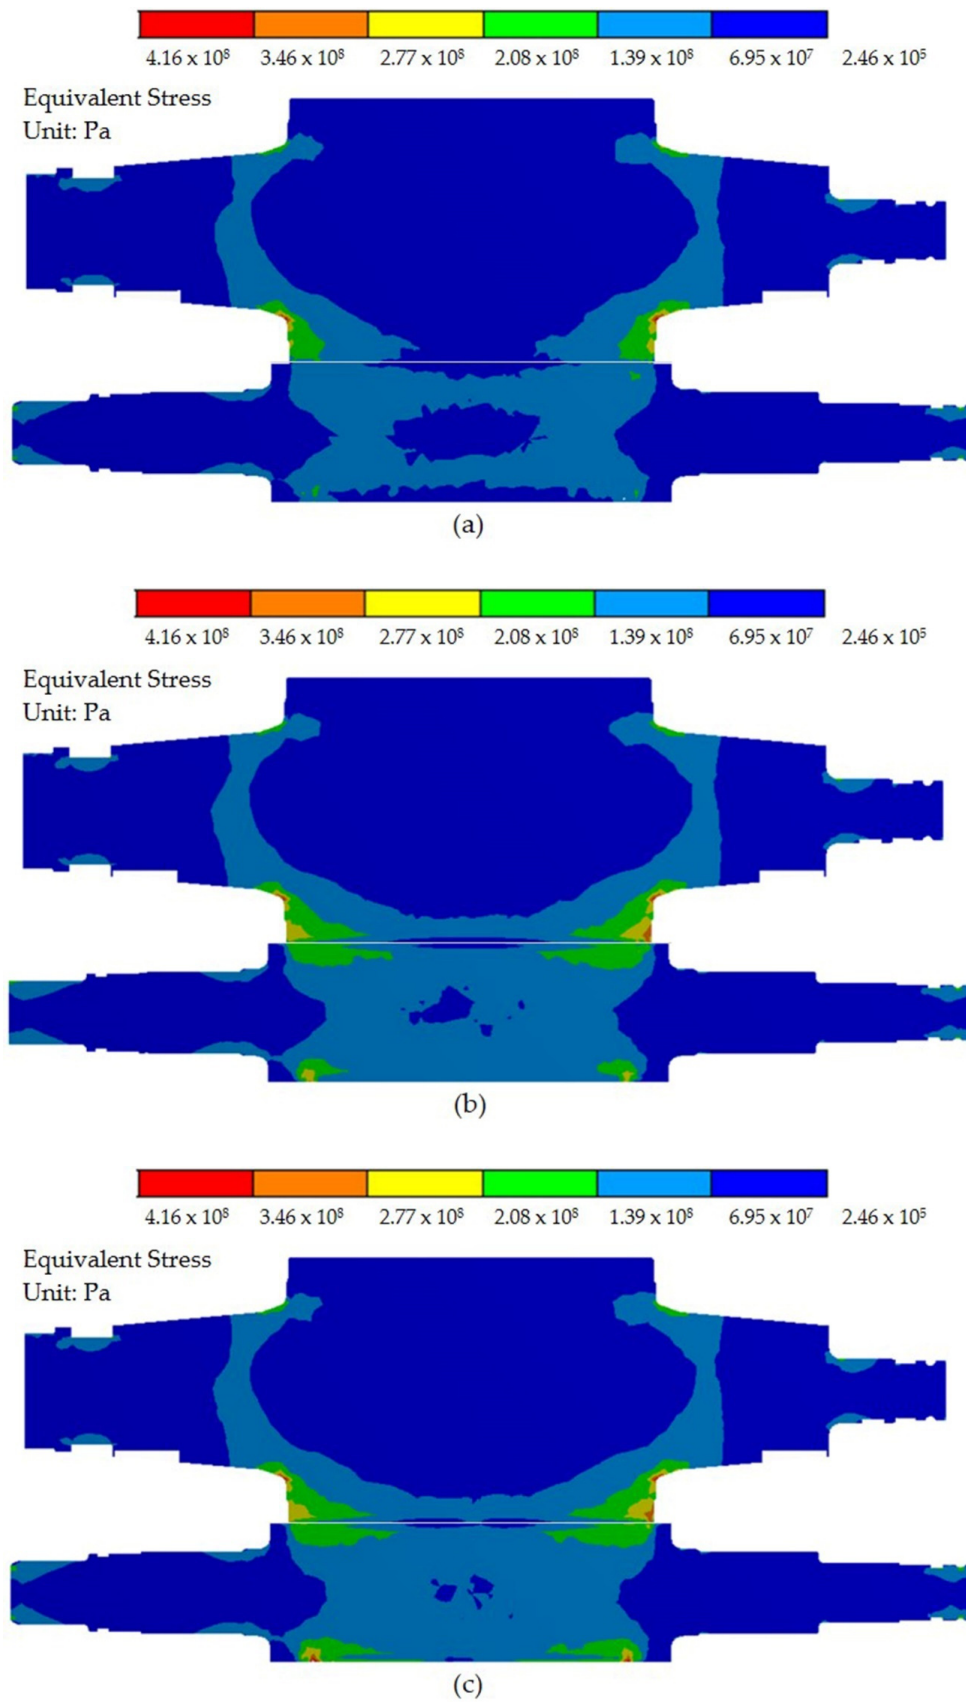 4.16 x 10⁸ 3.46 x 10⁸ 2.77 x 10⁸ 2.08 x 10⁸ 1.39 x 10⁸ 6.95 x 10⁷ 2.46 x 10⁵
Equivalent Stress
Unit: Pa
(a)
4.16 x 10⁸ 3.46 x 10⁸ 2.77 x 10⁸ 2.08 x 10⁸ 1.39 x 10⁸ 6.95 x 10⁷ 2.46 x 10⁵
Equivalent Stress
Unit: Pa
(b)
4.16 x 10⁸ 3.46 x 10⁸ 2.77 x 10⁸ 2.08 x 10⁸ 1.39 x 10⁸ 6.95 x 10⁷ 2.46 x 10⁵
Equivalent Stress
Unit: Pa
(c)